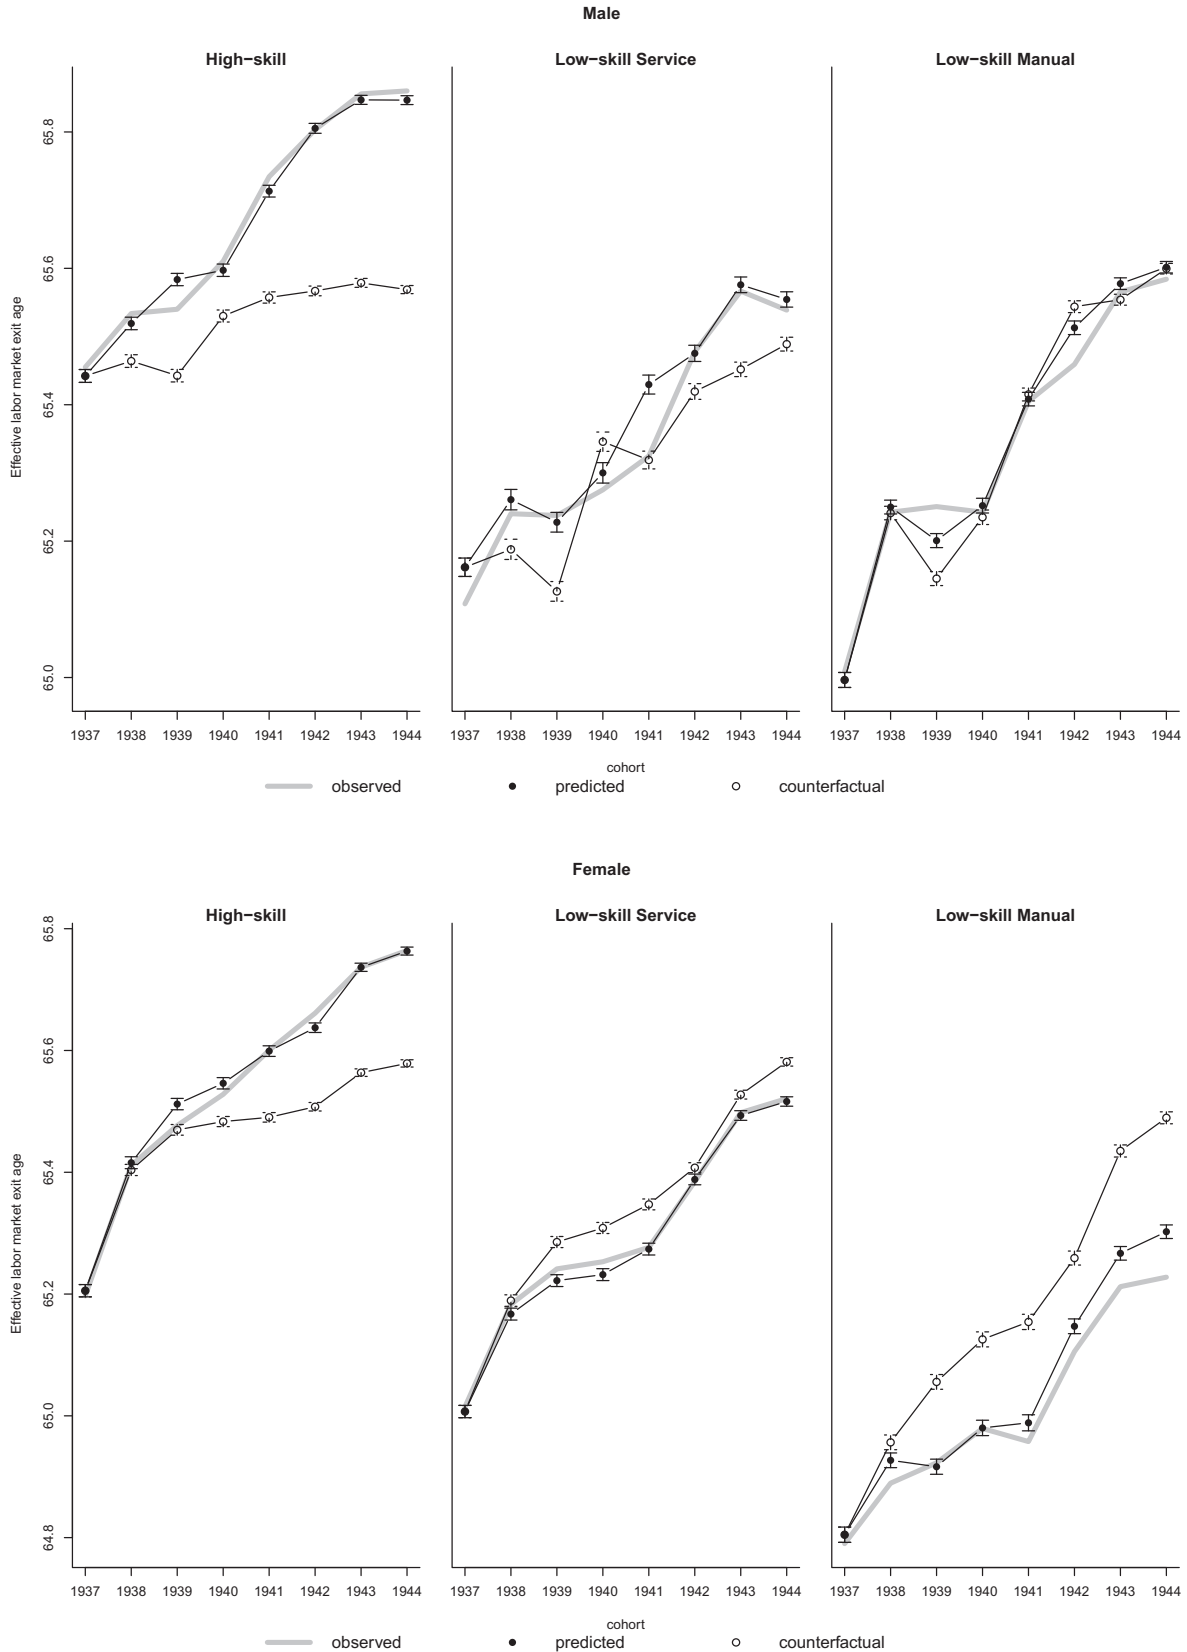 Male
High−skill
Low−skill Service
Low−skill Manual
Effective labor market exit age
65.8
65.6
65.4
65.2
65.0
1937 1938 1939 1940 1941 1942 1943 1944
1937 1938 1939 1940 1941 1942 1943 1944
1937 1938 1939 1940 1941 1942 1943 1944
cohort
observed predicted counterfactual
Female
High−skill
Low−skill Service
Low−skill Manual
Effective labor market exit age
65.8
65.6
65.4
65.2
65.0
64.8
1937 1938 1939 1940 1941 1942 1943 1944
1937 1938 1939 1940 1941 1942 1943 1944
1937 1938 1939 1940 1941 1942 1943 1944
cohort
observed predicted counterfactual